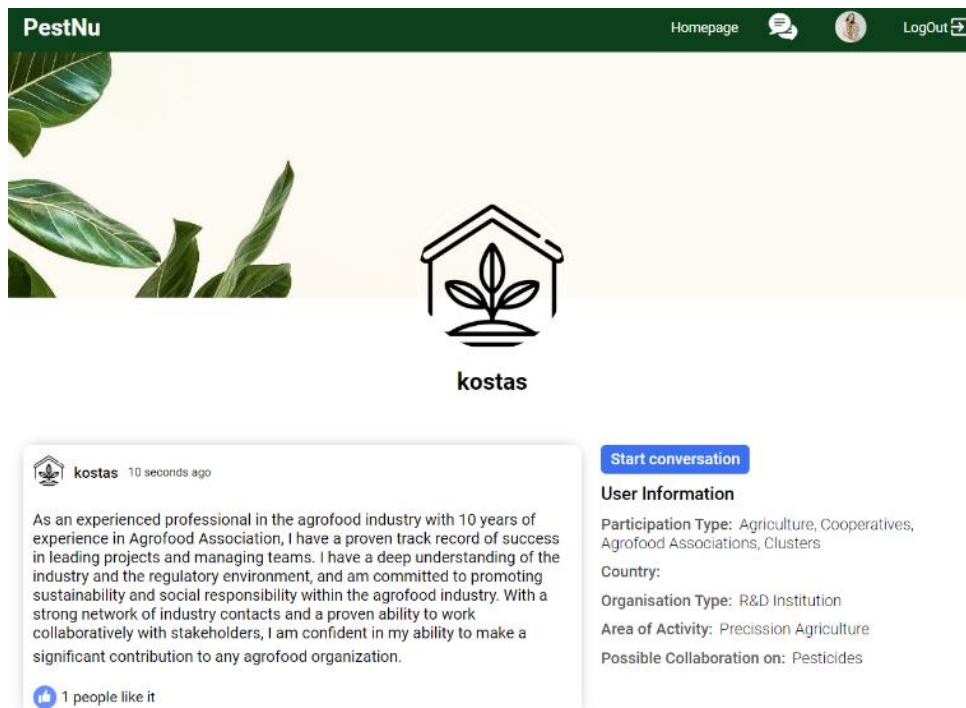 PestNu
Homepage
LogOut
kostas
kostas 10 seconds ago
As an experienced professional in the agrofood industry with 10 years of
experience in Agrofood Association, I have a proven track record of success
in leading projects and managing teams. I have a deep understanding of the
industry and the regulatory environment, and am committed to promoting
sustainability and social responsibility within the agrofood industry. With a
strong network of industry contacts and a proven ability to work
collaboratively with stakeholders, I am confident in my ability to make a
significant contribution to any agrofood organization.
1 people like it
Start conversation
User Information
Participation Type: Agriculture, Cooperatives,
Agrofood Associations, Clusters
Country:
Organisation Type: R&D Institution
Area of Activity: Precission Agriculture
Possible Collaboration on: Pesticides